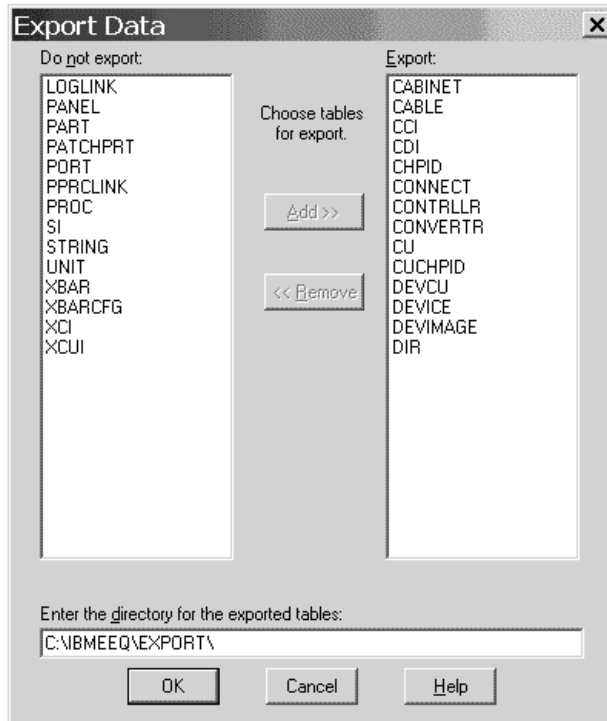 Export Data
Do not export:
LOGLINK
PANEL
PART
PATCHPRT
PORT
PPRCLINK
PROC
SI
STRING
UNIT
XBAR
XBARCFG
XCI
XCUI
Choose tables
for export.
Add >>
<< Remove
Export:
CABINET
CABLE
CCI
CDI
CHPID
CONNECT
CONTRLLR
CONVERTR
CU
CUCHPID
DEVCU
DEVICE
DEVIMAGE
DIR
Enter the directory for the exported tables:
C:\IBMEEQ\EXPORT\
OK
Cancel
Help